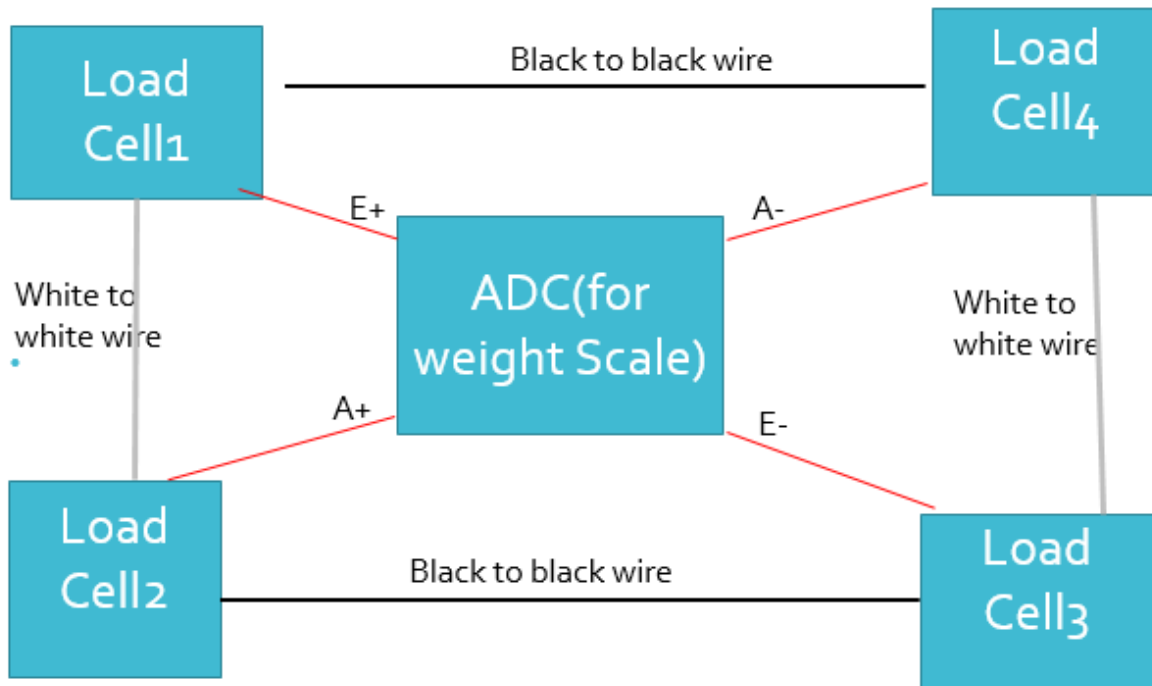 Load
Cell1
Black to black wire
Load
Cell4
E+
A-
ADC(for
weight Scale)
White to
white wire
White to
white wire
A+
E-
Load
Cell2
Black to black wire
Load
Cell3